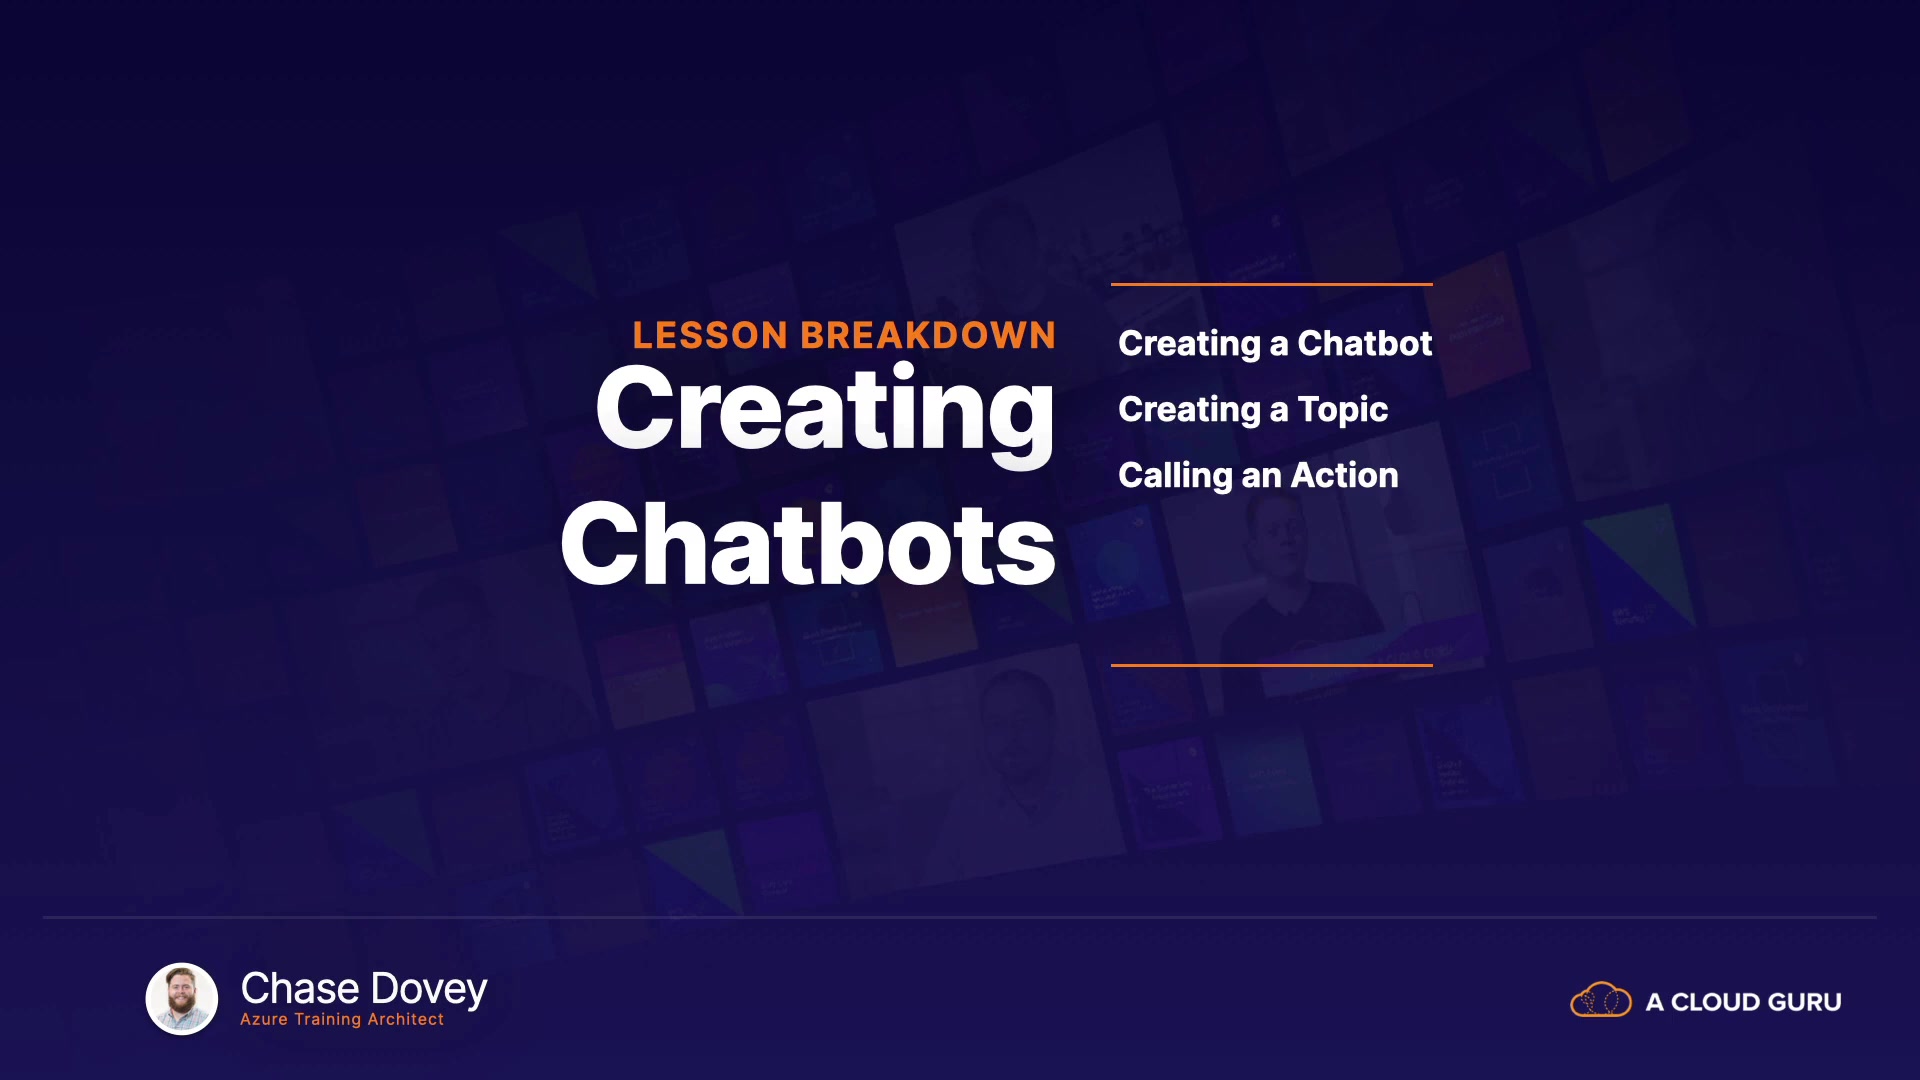 LESSON BREAKDOWN
Creating
Chatbots
Creating a Chatbot
Creating a Topic
Calling an Action
Chase Dovey
Azure Training Architect
A CLOUD GURU